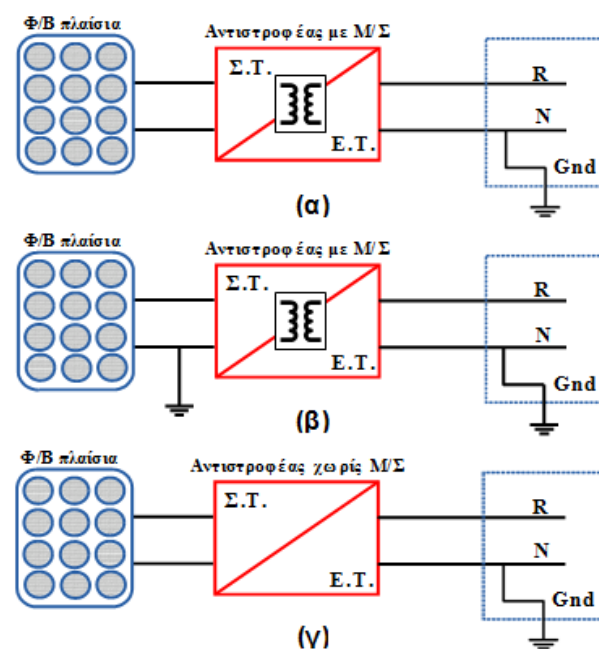 Φ/Β πλαίσια
Αντιστροφέας με Μ/Σ
Σ.Τ.
Ε.Τ.
R
N
Gnd
(α)
Φ/Β πλαίσια
Αντιστροφέας με Μ/Σ
Σ.Τ.
Ε.Τ.
R
N
Gnd
(β)
Φ/Β πλαίσια
Αντιστροφέας χωρίς Μ/Σ
Σ.Τ.
Ε.Τ.
R
N
Gnd
(γ)